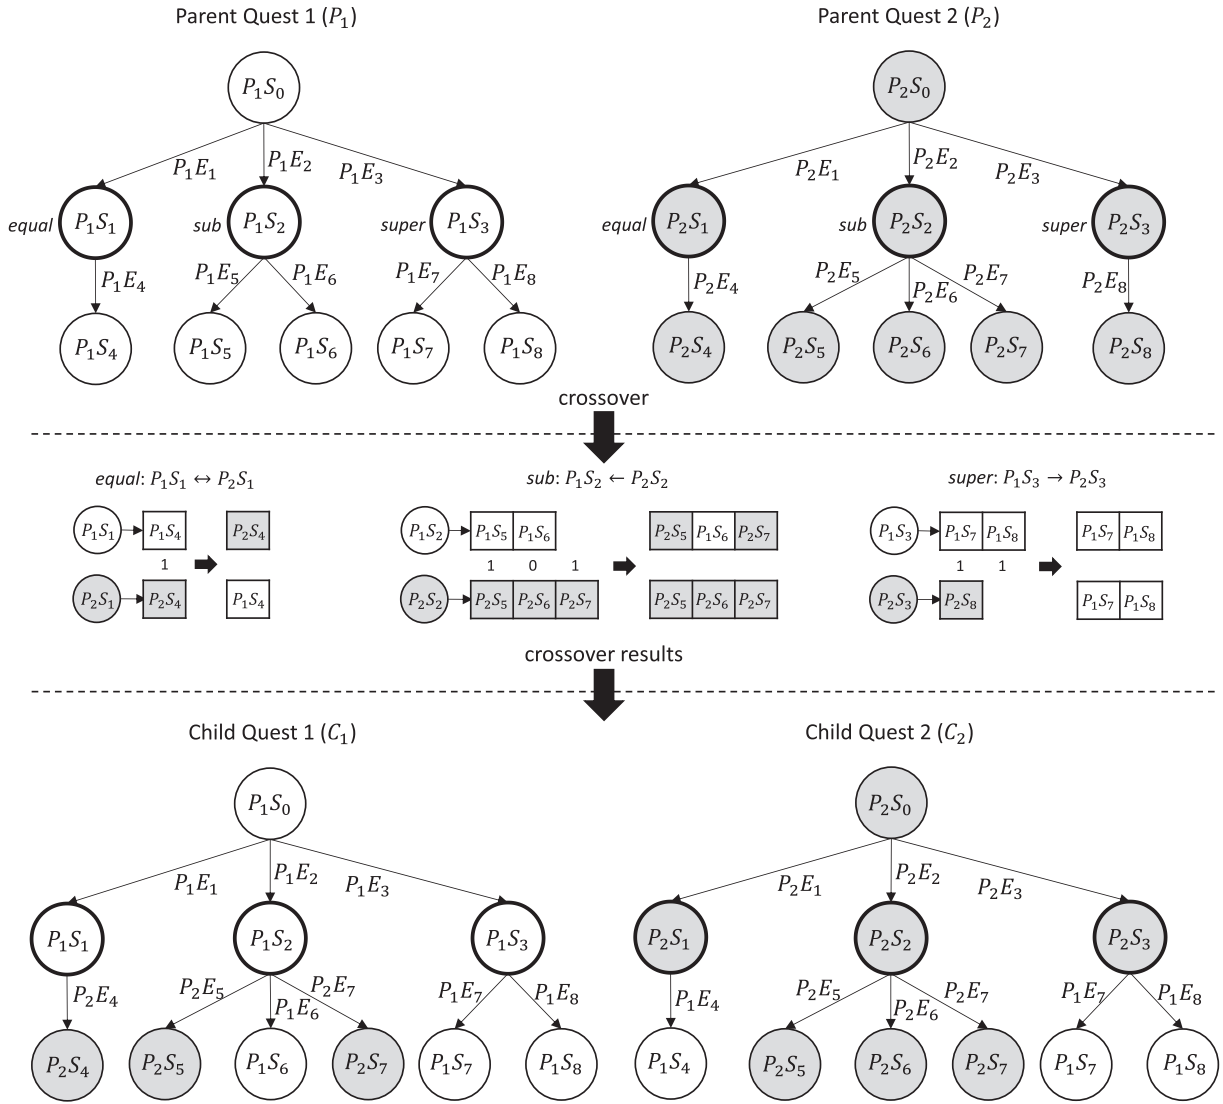 Parent Quest 1 (P₁) Parent Quest 2 (P₂)
P₁S₀ P₂S₀
P₁E₁ P₁E₂ P₁E₃ P₂E₁ P₂E₂ P₂E₃
equal P₁S₁ sub P₁S₂ super P₁S₃ equal P₂S₁ sub P₂S₂ super P₂S₃
P₁E₄ P₁E₅ P₁E₆ P₁E₇ P₁E₈ P₂E₄ P₂E₅ P₂E₆ P₂E₇ P₂E₈
P₁S₄ P₁S₅ P₁S₆ P₁S₇ P₁S₈ P₂S₄ P₂S₅ P₂S₆ P₂S₇ P₂S₈
crossover
equal: P₁S₁ ↔ P₂S₁ sub: P₁S₂ ← P₂S₂ super: P₁S₃ → P₂S₃
P₁S₁ P₁S₄ P₂S₄ P₁S₂ P₁S₅ P₁S₆ P₂S₅ P₁S₆ P₂S₇ P₁S₃ P₁S₇ P₁S₈ P₁S₇ P₁S₈
1 1 0 1 1 1
P₂S₁ P₂S₄ P₁S₄ P₂S₂ P₂S₅ P₂S₆ P₂S₇ P₂S₅ P₂S₆ P₂S₇ P₂S₃ P₂S₈ P₁S₇ P₁S₈
crossover results
Child Quest 1 (C₁) Child Quest 2 (C₂)
P₁S₀ P₂S₀
P₁E₁ P₁E₂ P₁E₃ P₂E₁ P₂E₂ P₂E₃
P₁S₁ P₁S₂ P₁S₃ P₂S₁ P₂S₂ P₂S₃
P₂E₄ P₂E₅ P₁E₆ P₂E₇ P₁E₇ P₁E₈ P₁E₄ P₂E₅ P₂E₆ P₂E₇ P₁E₇ P₁E₈
P₂S₄ P₂S₅ P₁S₆ P₂S₇ P₁S₇ P₁S₈ P₁S₄ P₂S₅ P₂S₆ P₂S₇ P₁S₇ P₁S₈